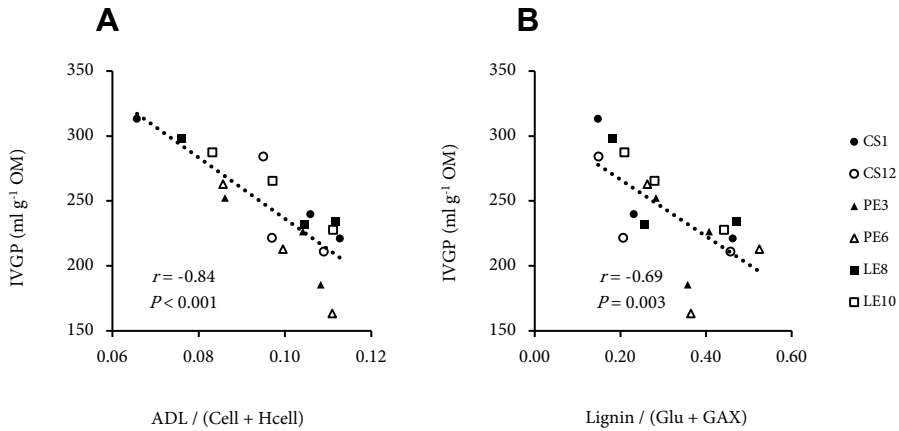 A
B
350
300
250
200
150
IVGP (ml g⁻¹ OM)
r = -0.84
P < 0.001
0.06 0.08 0.10 0.12
ADL / (Cell + Hcell)
350
300
250
200
150
IVGP (ml g⁻¹ OM)
r = -0.69
P = 0.003
0.00 0.20 0.40 0.60
Lignin / (Glu + GAX)
CS1
CS12
PE3
PE6
LE8
LE10